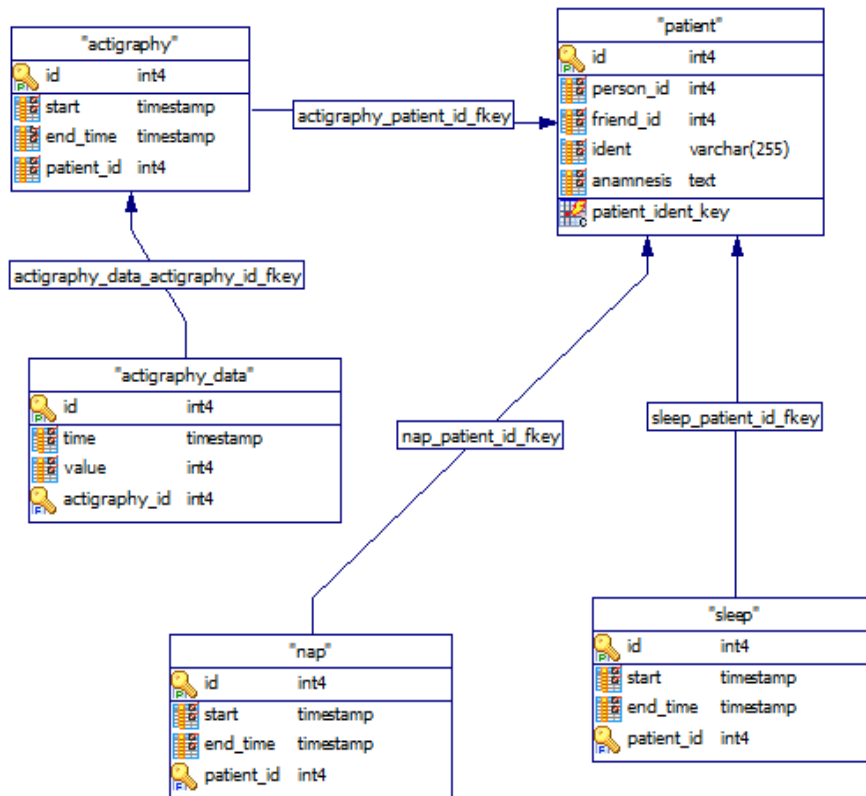 "actigraphy"
id int4
start timestamp
end_time timestamp
patient_id int4
actigraphy_patient_id_fkey
"patient"
id int4
person_id int4
friend_id int4
ident varchar(255)
anamnesis text
patient_ident_key
actigraphy_data_actigraphy_id_fkey
"actigraphy_data"
id int4
time timestamp
value int4
actigraphy_id int4
nap_patient_id_fkey
sleep_patient_id_fkey
"nap"
id int4
start timestamp
end_time timestamp
patient_id int4
"sleep"
id int4
start timestamp
end_time timestamp
patient_id int4